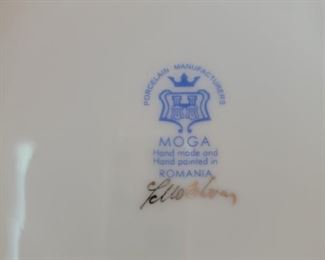 PORCELAIN MANUFACTURERS
MOGA
Hand made and
Hand painted in
ROMANIA